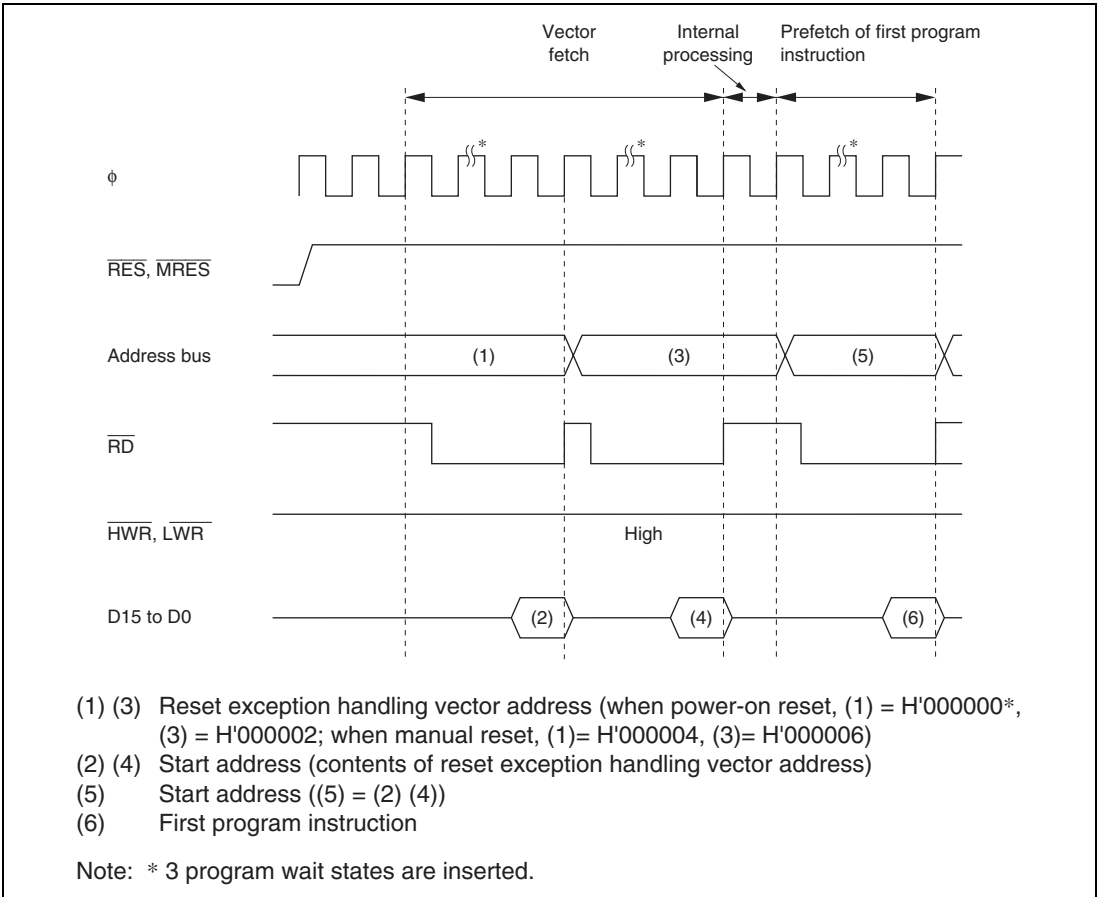 Vector
fetch
Internal
processing
Prefetch of first program
instruction
* * *
ϕ
RES, MRES
Address bus (1) (3) (5)
RD
HWR, LWR High
D15 to D0 (2) (4) (6)
(1) (3) Reset exception handling vector address (when power-on reset, (1) = H'000000*,
(3) = H'000002; when manual reset, (1)= H'000004, (3)= H'000006)
(2) (4) Start address (contents of reset exception handling vector address)
(5) Start address ((5) = (2) (4))
(6) First program instruction
Note: * 3 program wait states are inserted.